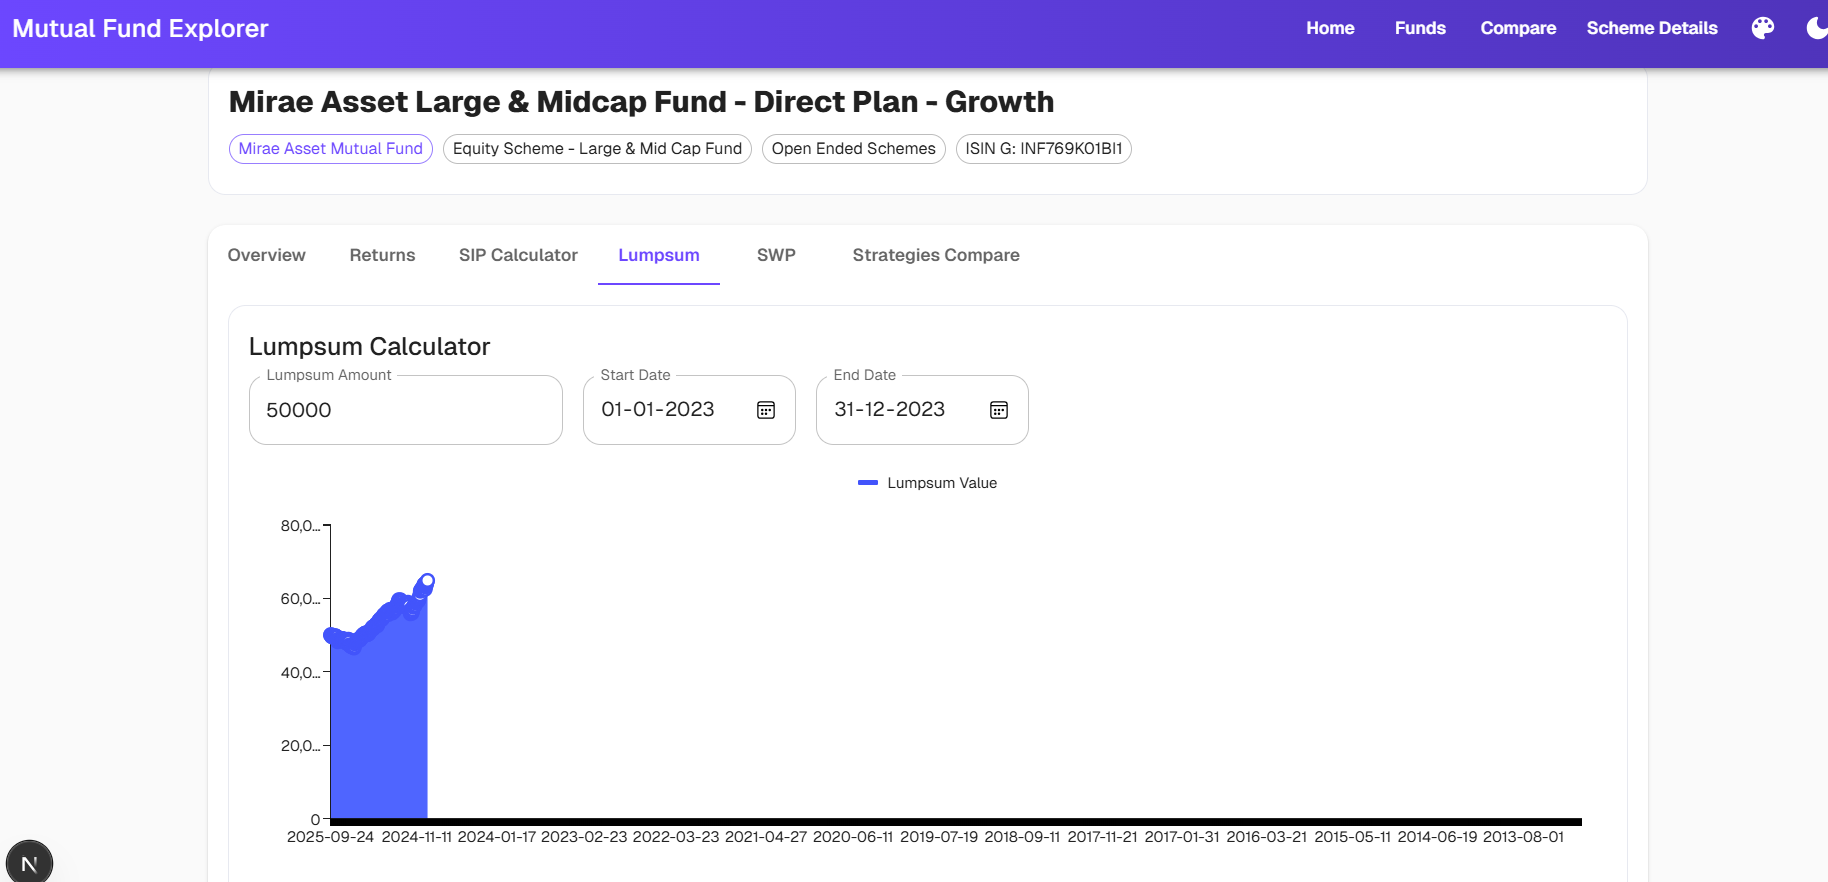 Mutual Fund Explorer
Home Funds Compare Scheme Details
Mirae Asset Large & Midcap Fund - Direct Plan - Growth
Mirae Asset Mutual Fund Equity Scheme - Large & Mid Cap Fund Open Ended Schemes ISIN G: INF769K01BI1
Overview Returns SIP Calculator Lumpsum SWP Strategies Compare
Lumpsum Calculator
Lumpsum Amount Start Date End Date
50000 01-01-2023 31-12-2023
Lumpsum Value
80,0...
60,0...
40,0...
20,0...
0
2025-09-24 2024-11-11 2024-01-17 2023-02-23 2022-03-23 2021-04-27 2020-06-11 2019-07-19 2018-09-11 2017-11-21 2017-01-31 2016-03-21 2015-05-11 2014-06-19 2013-08-01
N